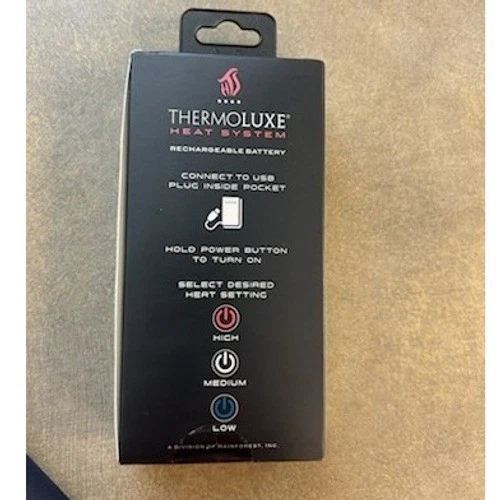 THERMOLUXE®
HEAT SYSTEM
RECHARGEABLE BATTERY
CONNECT TO USB
PLUG INSIDE POCKET
HOLD POWER BUTTON
TO TURN ON
SELECT DESIRED
HEAT SETTING
HIGH
MEDIUM
LOW
A DIVISION OF RAINFOREST, INC.